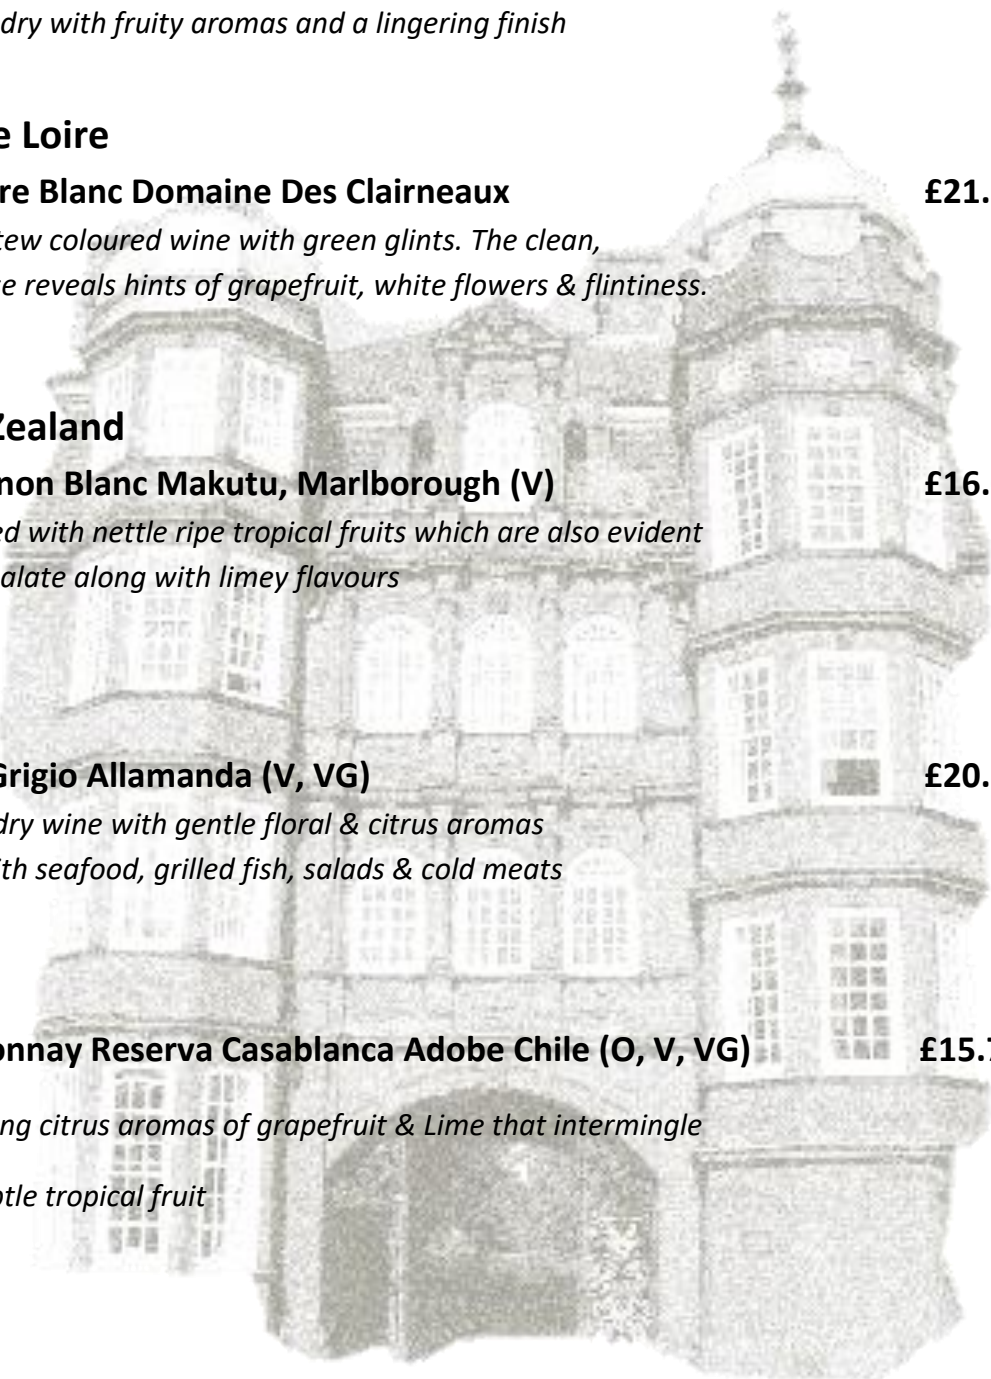 dry with fruity aromas and a lingering finish
e Loire
re Blanc Domaine Des Clairneaux £21.
tew coloured wine with green glints. The clean,
e reveals hints of grapefruit, white flowers & flintiness.
Zealand
non Blanc Makutu, Marlborough (V) £16.
ed with nettle ripe tropical fruits which are also evident
alate along with limey flavours
Grigio Allamanda (V, VG) £20.
dry wine with gentle floral & citrus aromas
ith seafood, grilled fish, salads & cold meats
onnay Reserva Casablanca Adobe Chile (O, V, VG) £15.7
ng citrus aromas of grapefruit & Lime that intermingle
tle tropical fruit